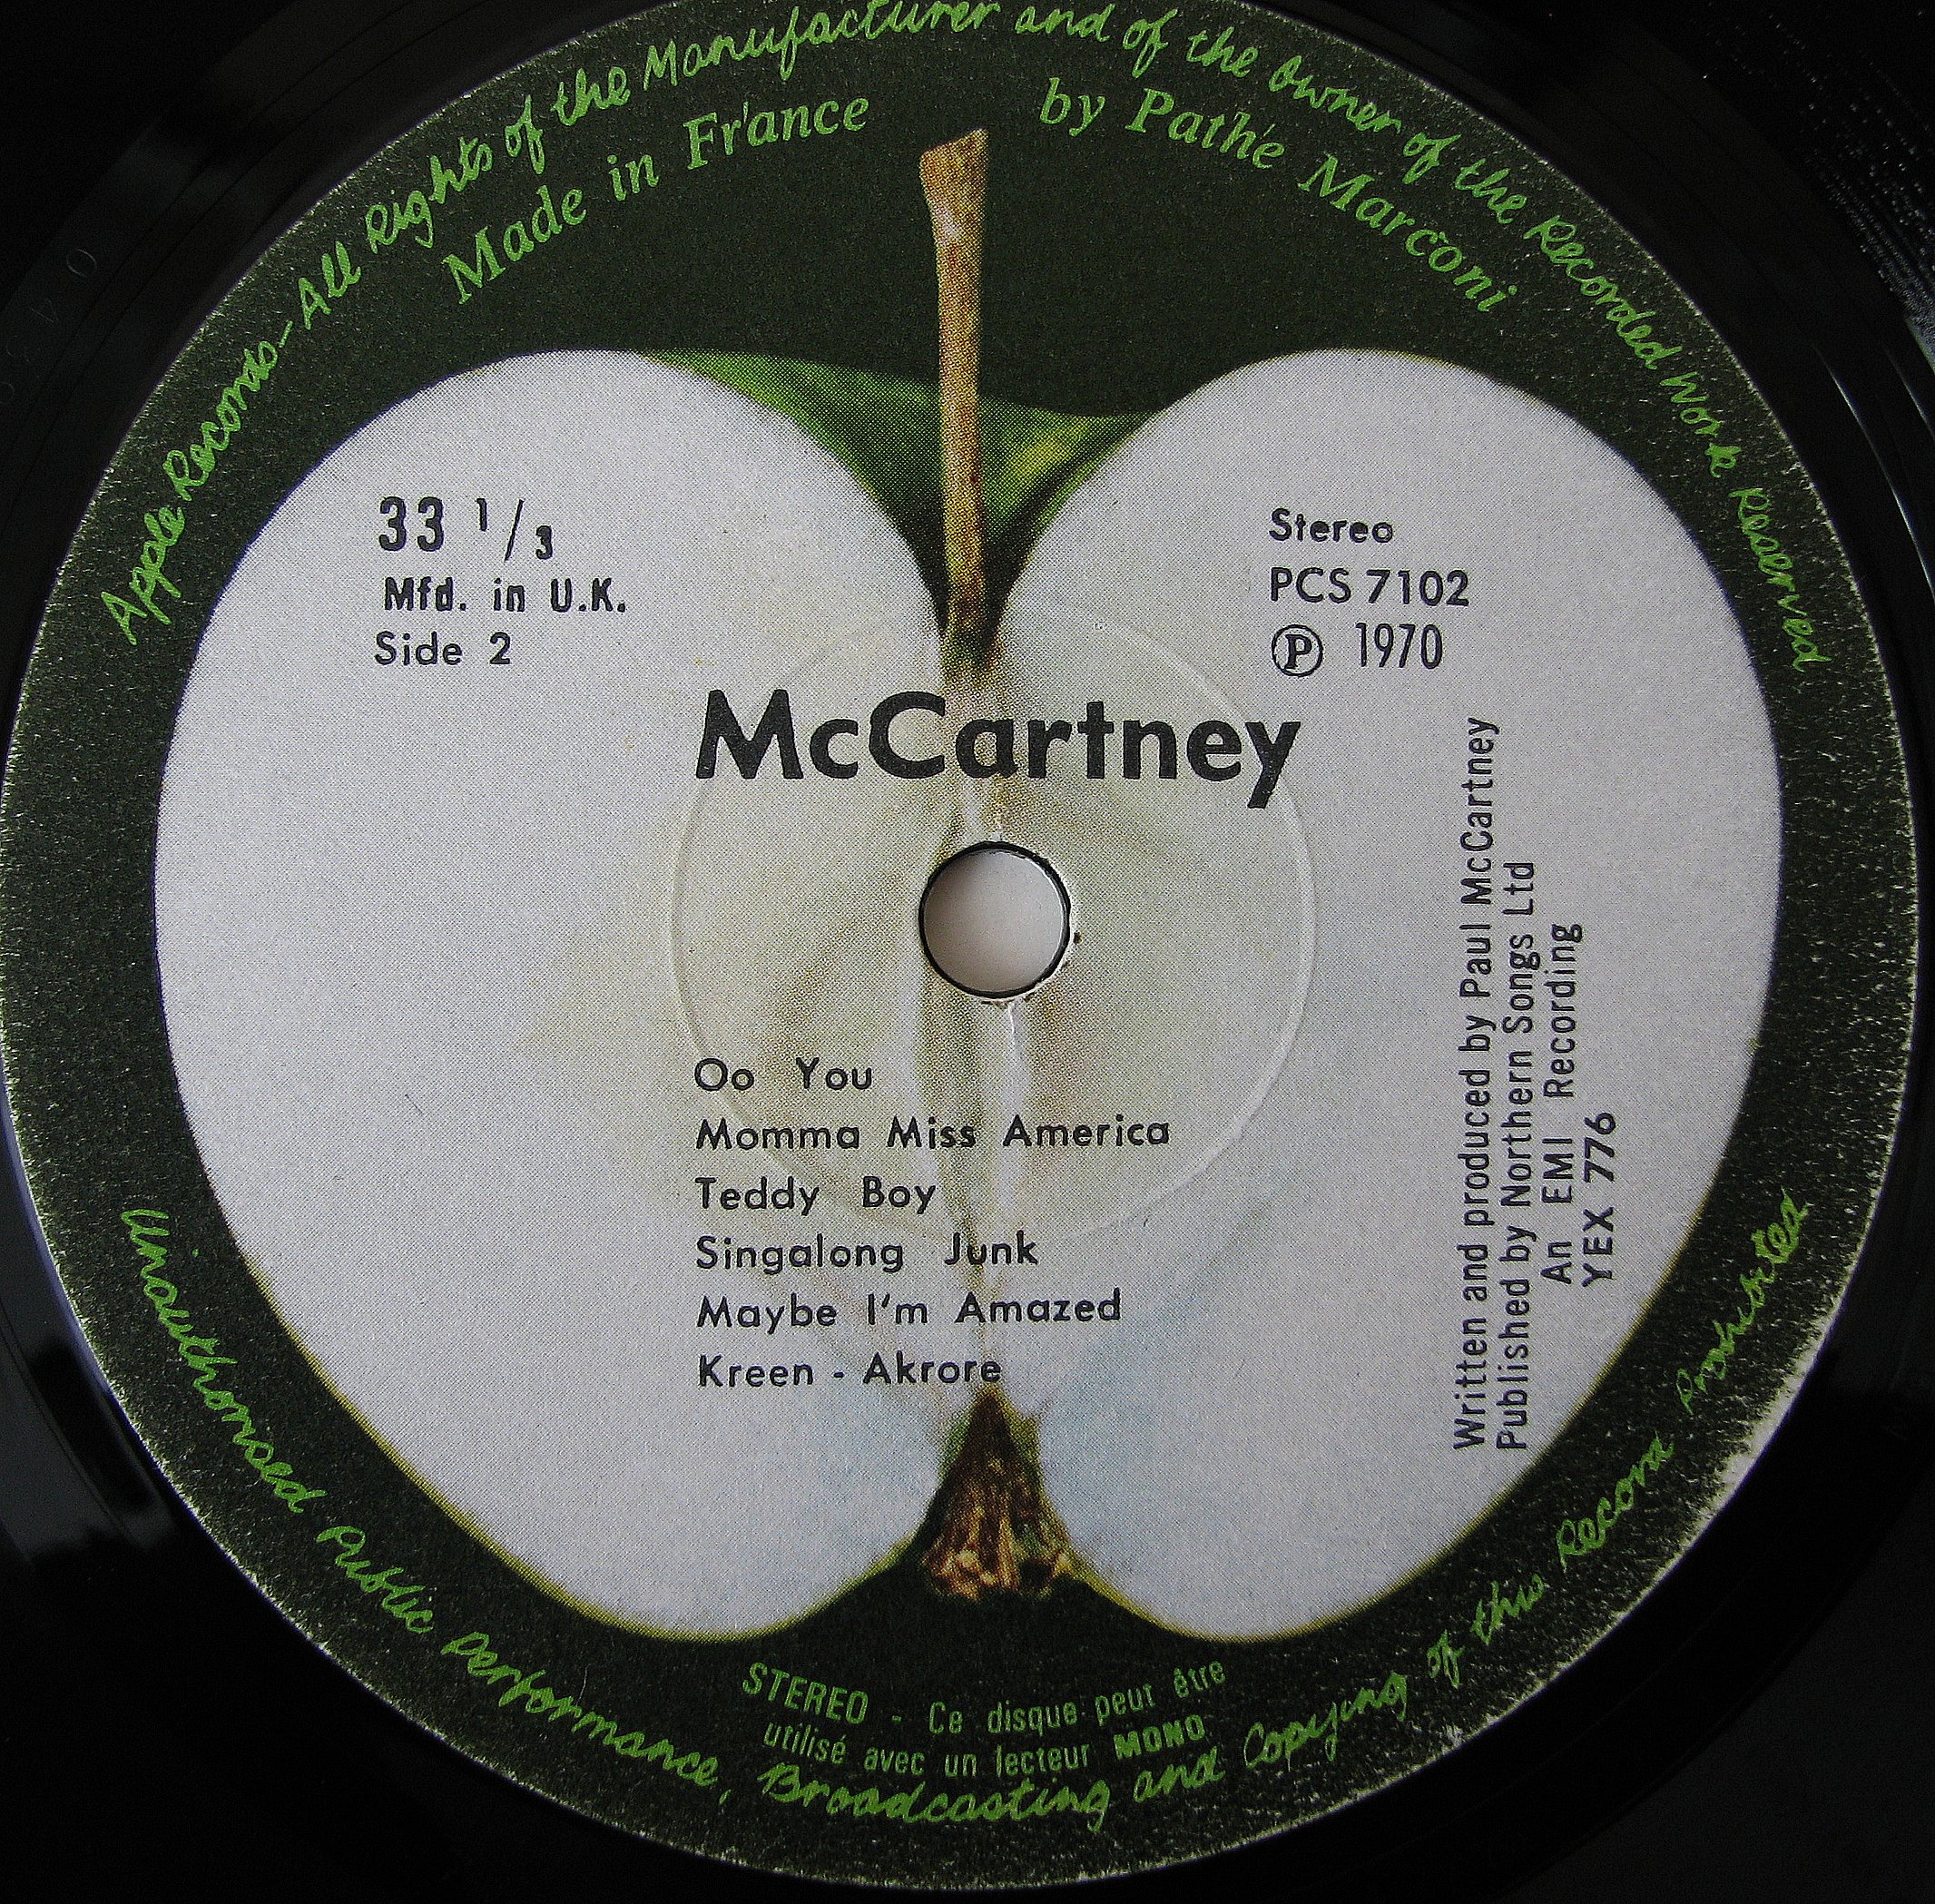 Apple Records-All Rights of the Manufacturer and of the Owner of the Recorded Work Reserved
Made in France by Pathé Marconi
33 1/3
Mfd. in U.K.
Side 2
Stereo
PCS 7102
Ⓟ 1970
McCartney
Oo You
Momma Miss America
Teddy Boy
Singalong Junk
Maybe I'm Amazed
Kreen - Akrore
Written and produced by Paul McCartney
Published by Northern Songs Ltd
An EMI Recording
YEX 776
STEREO - Ce disque peut être
utilisé avec un lecteur MONO
Unauthorised Public Performance, Broadcasting and Copying of this Record Prohibited